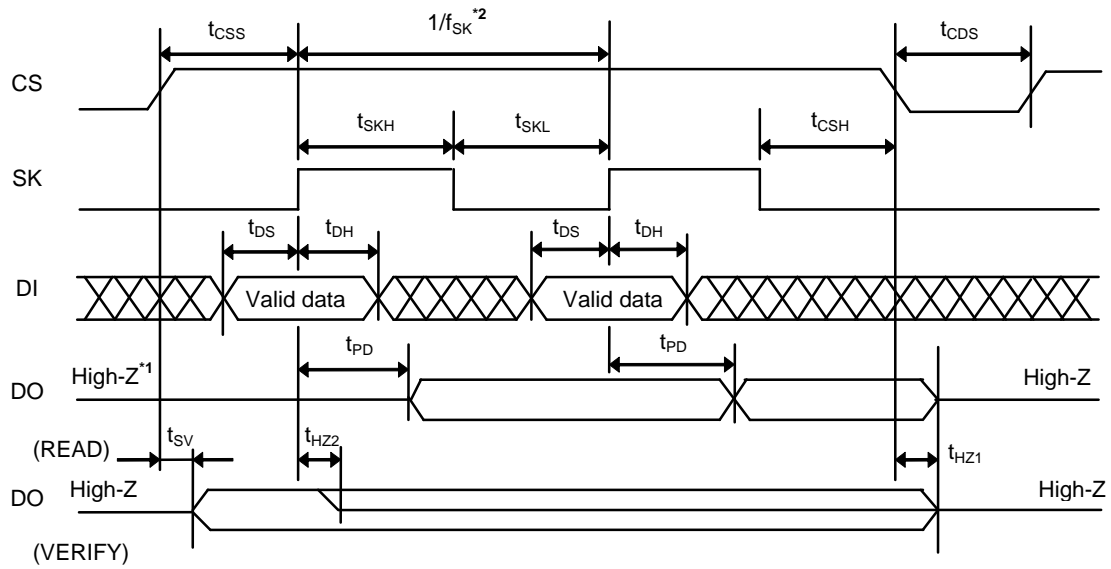 tCSS
1/fSK*2
tCDS
CS
tSKH
tSKL
tCSH
SK
tDS
tDH
tDS
tDH
DI
Valid data
Valid data
tPD
tPD
High-Z*1
High-Z
DO
(READ)
tSV
tHZ2
tHZ1
High-Z
High-Z
DO
(VERIFY)